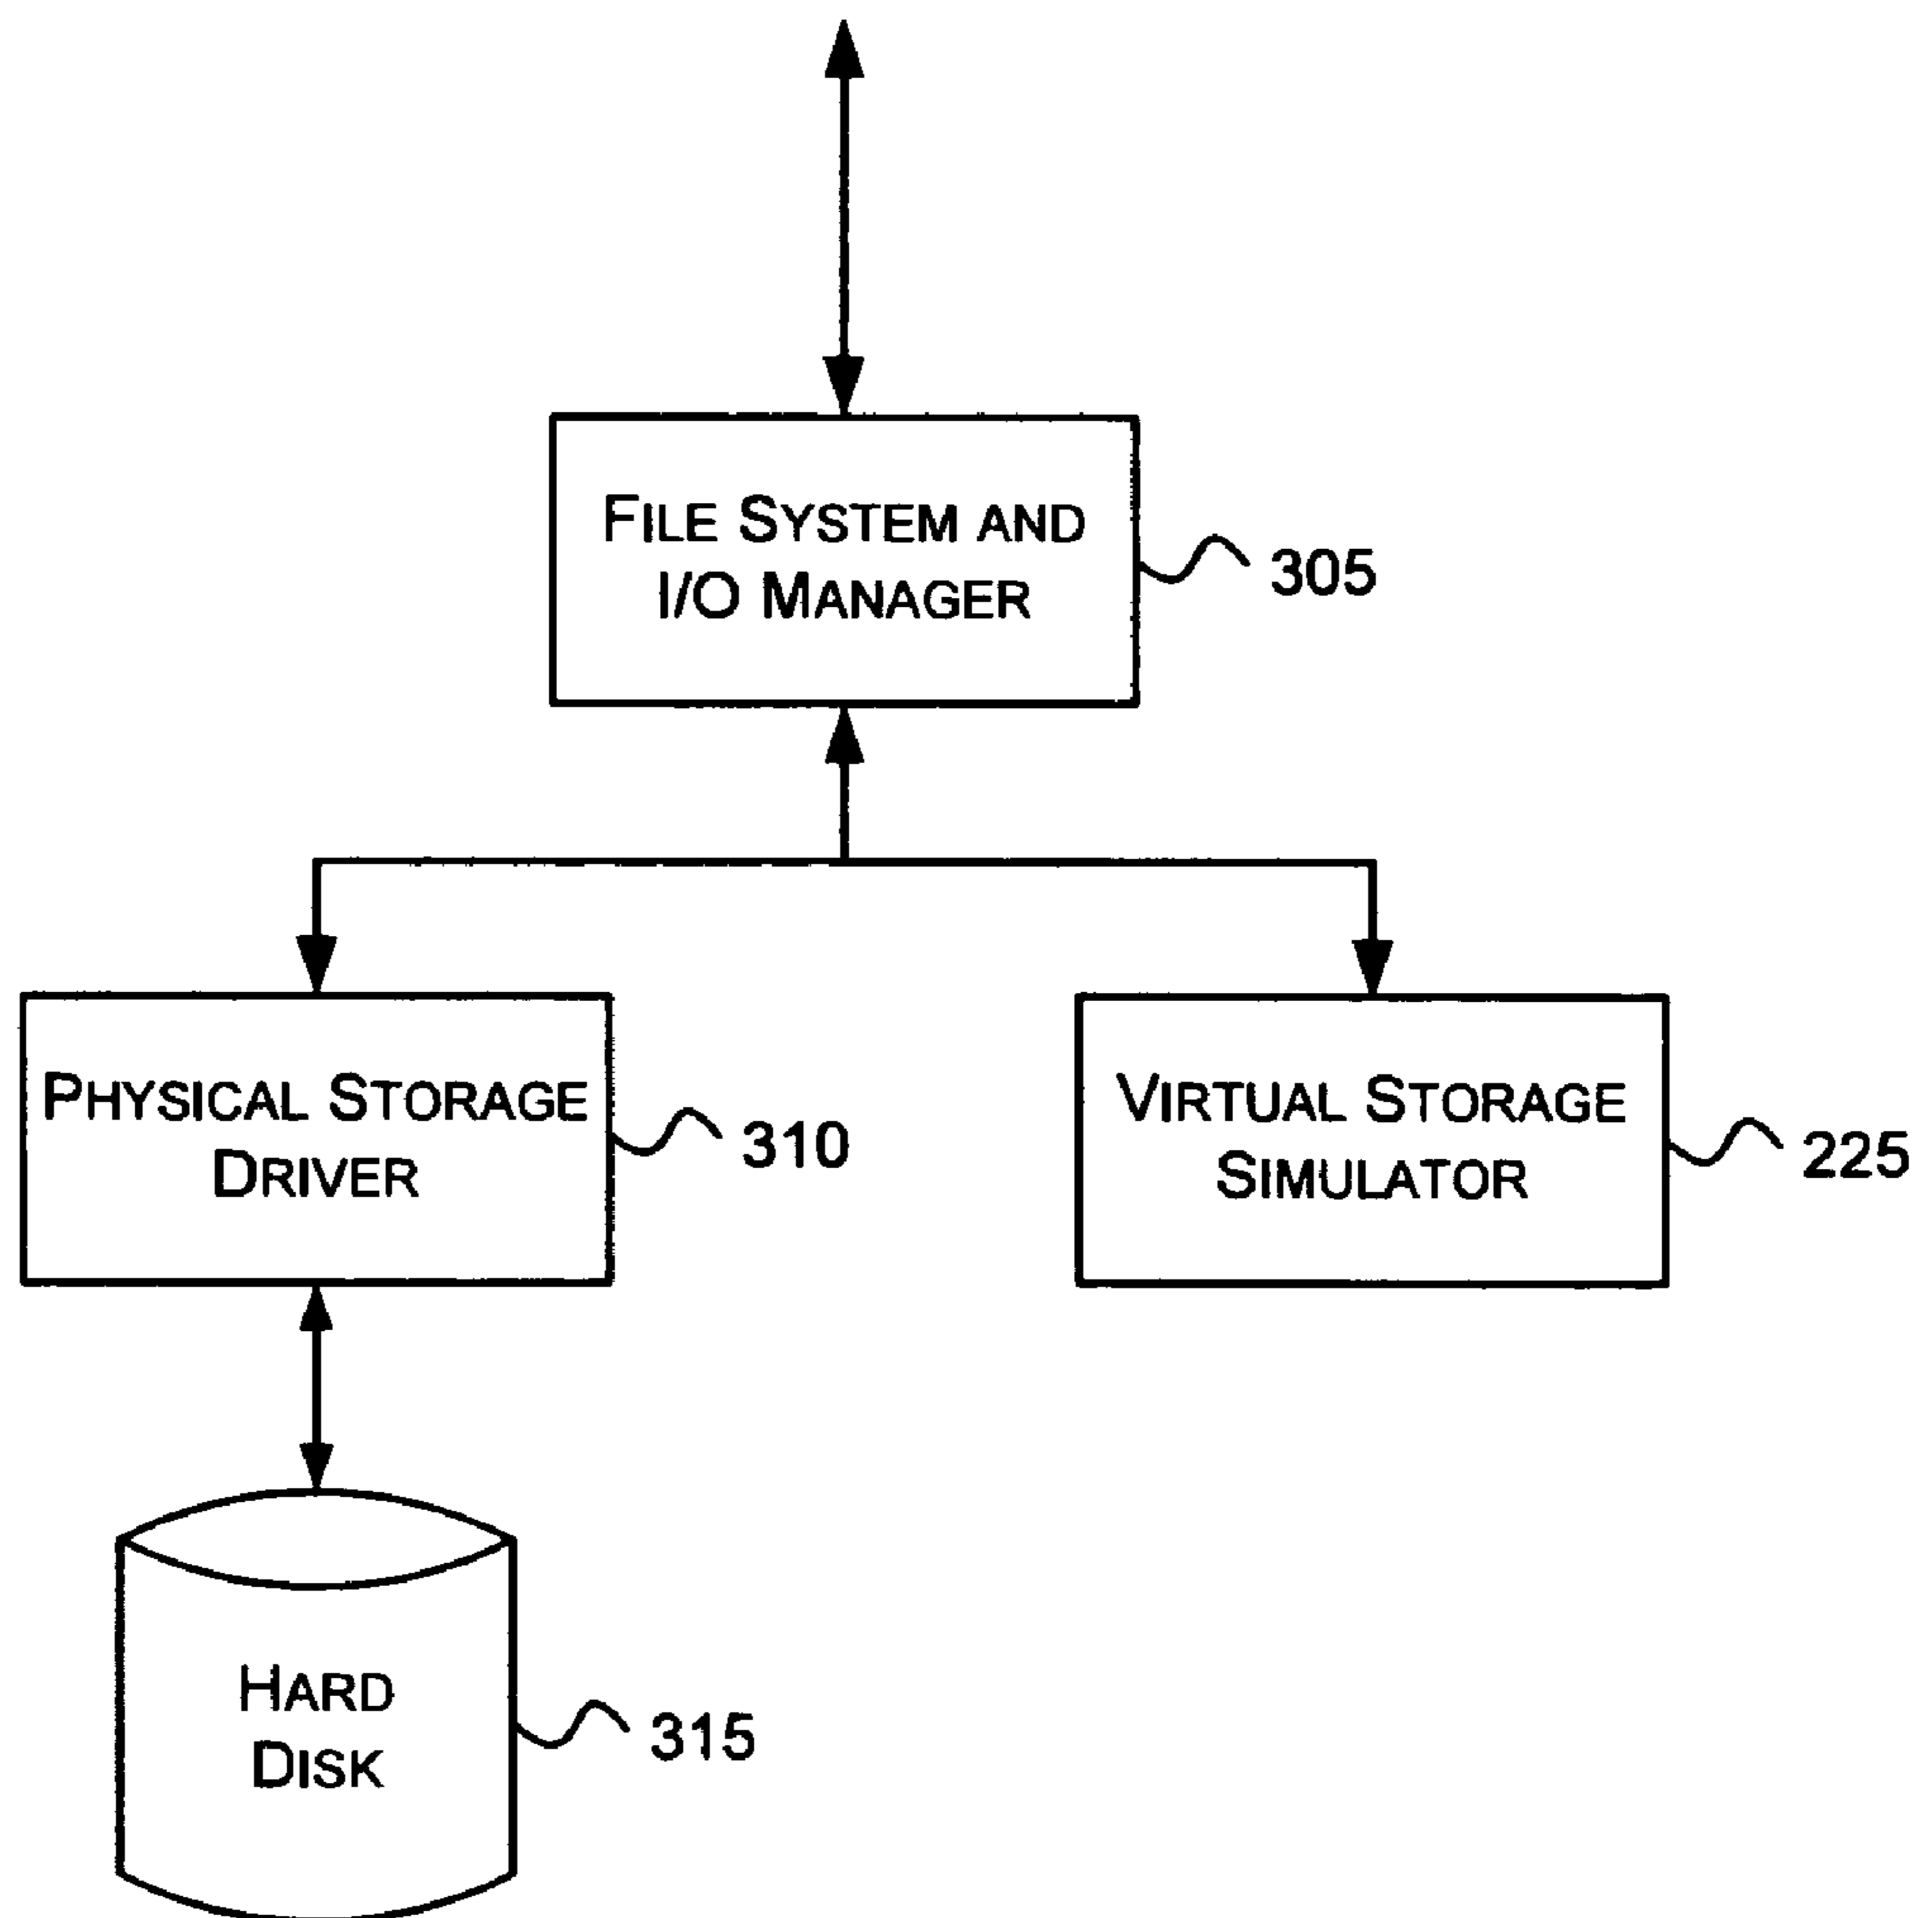 FILE SYSTEM AND
I/O MANAGER
305
PHYSICAL STORAGE
DRIVER
310
VIRTUAL STORAGE
SIMULATOR
225
HARD
DISK
315